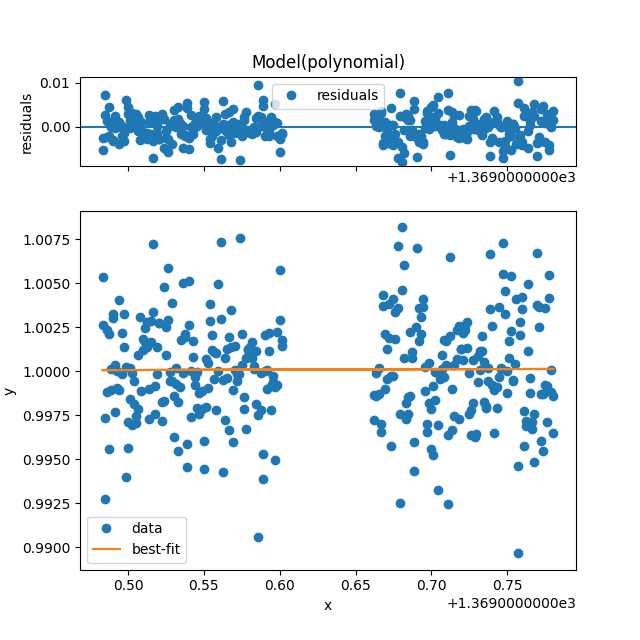 Model(polynomial)
residuals
0.01
0.00
residuals
+1.3690000000e3
1.0075
1.0050
1.0025
1.0000
0.9975
0.9950
0.9925
0.9900
y
data
best-fit
0.50 0.55 0.60 0.65 0.70 0.75
x
+1.3690000000e3